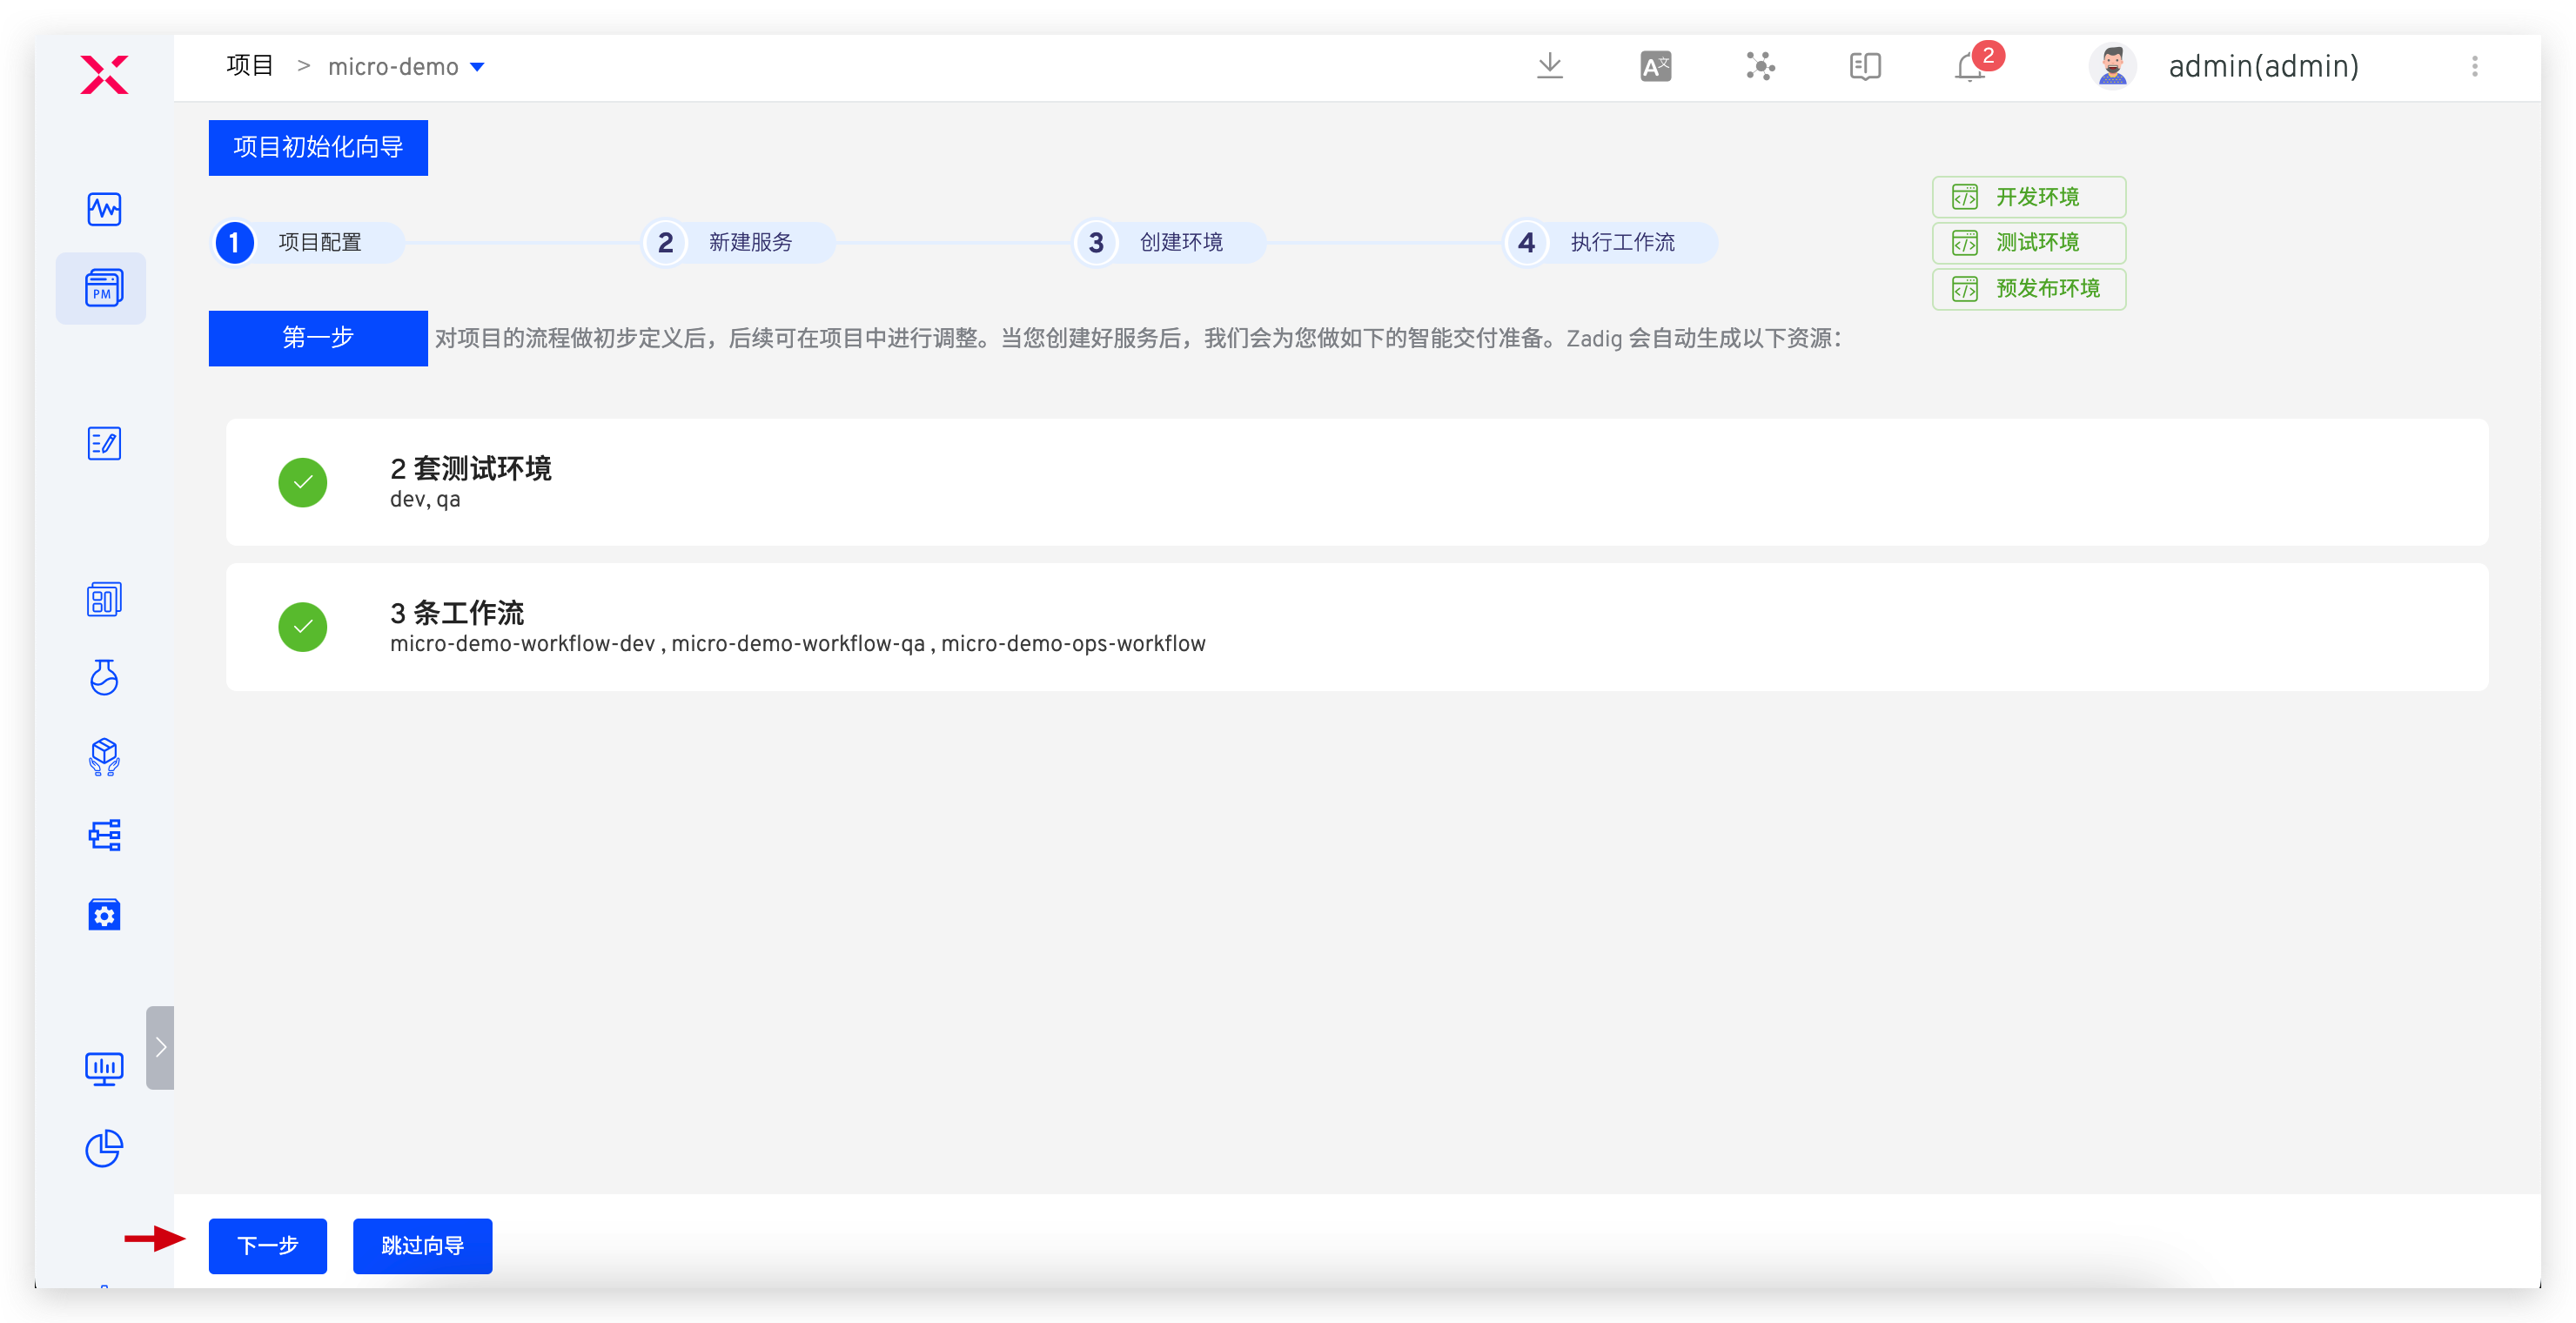 项目 > micro-demo
2
admin(admin)
项目初始化向导
1 项目配置
2 新建服务
3 创建环境
4 执行工作流
开发环境
测试环境
预发布环境
第一步 对项目的流程做初步定义后，后续可在项目中进行调整。当您创建好服务后，我们会为您做如下的智能交付准备。Zadig 会自动生成以下资源：
PM
2 套测试环境
dev, qa
3 条工作流
micro-demo-workflow-dev , micro-demo-workflow-qa , micro-demo-ops-workflow
下一步
跳过向导